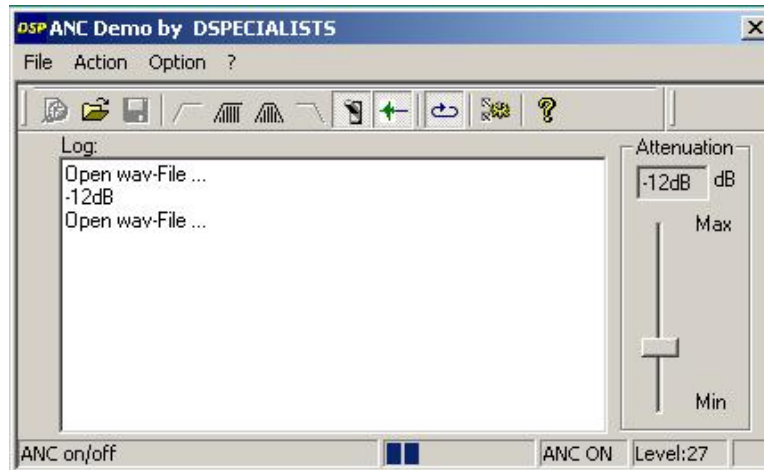 DSP ANC Demo by DSPECIALISTS
File Action Option ?
Log:
Open wav-File ...
-12dB
Open wav-File ...
Attenuation
-12dB dB
Max
Min
ANC on/off ANC ON Level:27